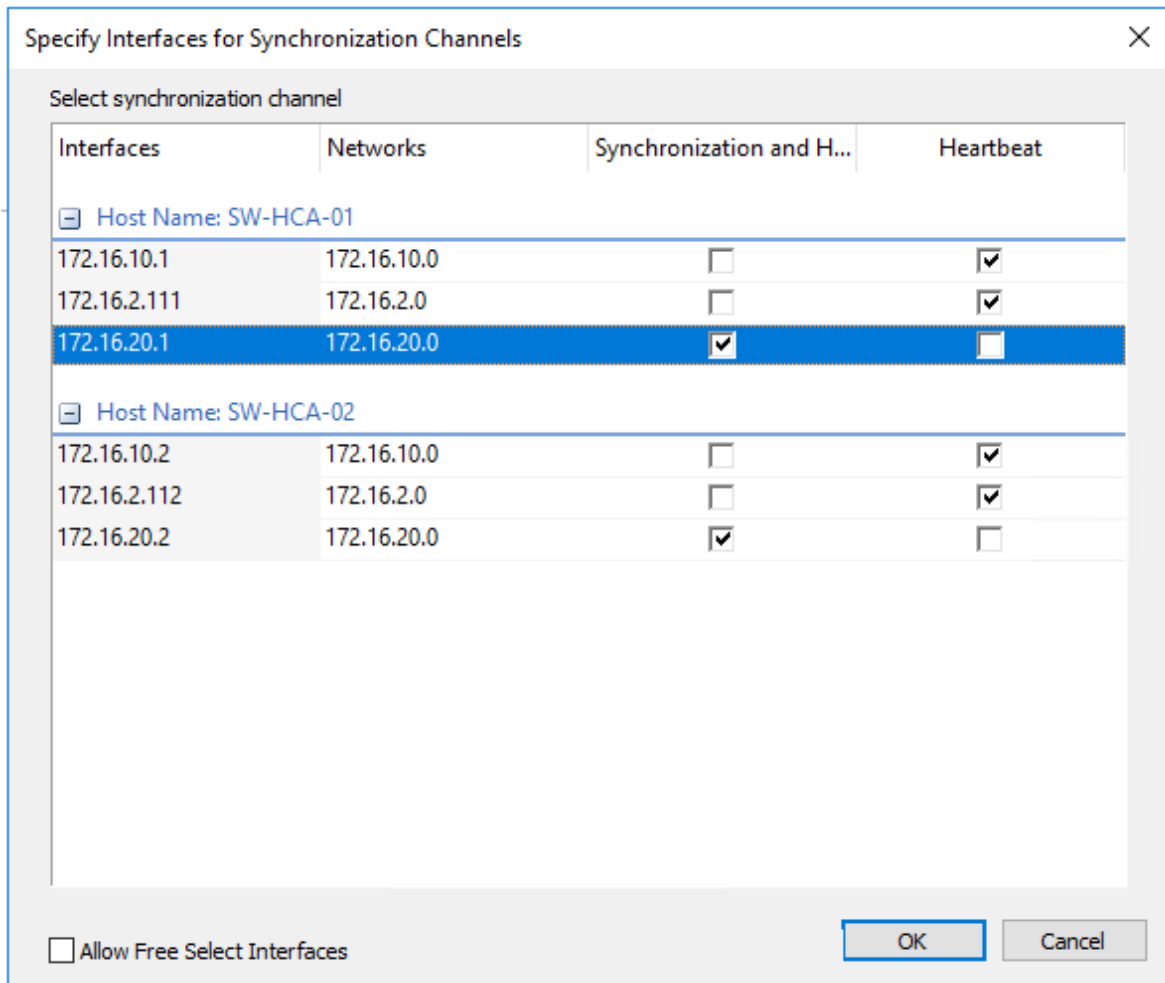 Specify Interfaces for Synchronization Channels
Select synchronization channel
Interfaces Networks Synchronization and H... Heartbeat
Host Name: SW-HCA-01
172.16.10.1 172.16.10.0
172.16.2.111 172.16.2.0
172.16.20.1 172.16.20.0
Host Name: SW-HCA-02
172.16.10.2 172.16.10.0
172.16.2.112 172.16.2.0
172.16.20.2 172.16.20.0
Allow Free Select Interfaces OK Cancel